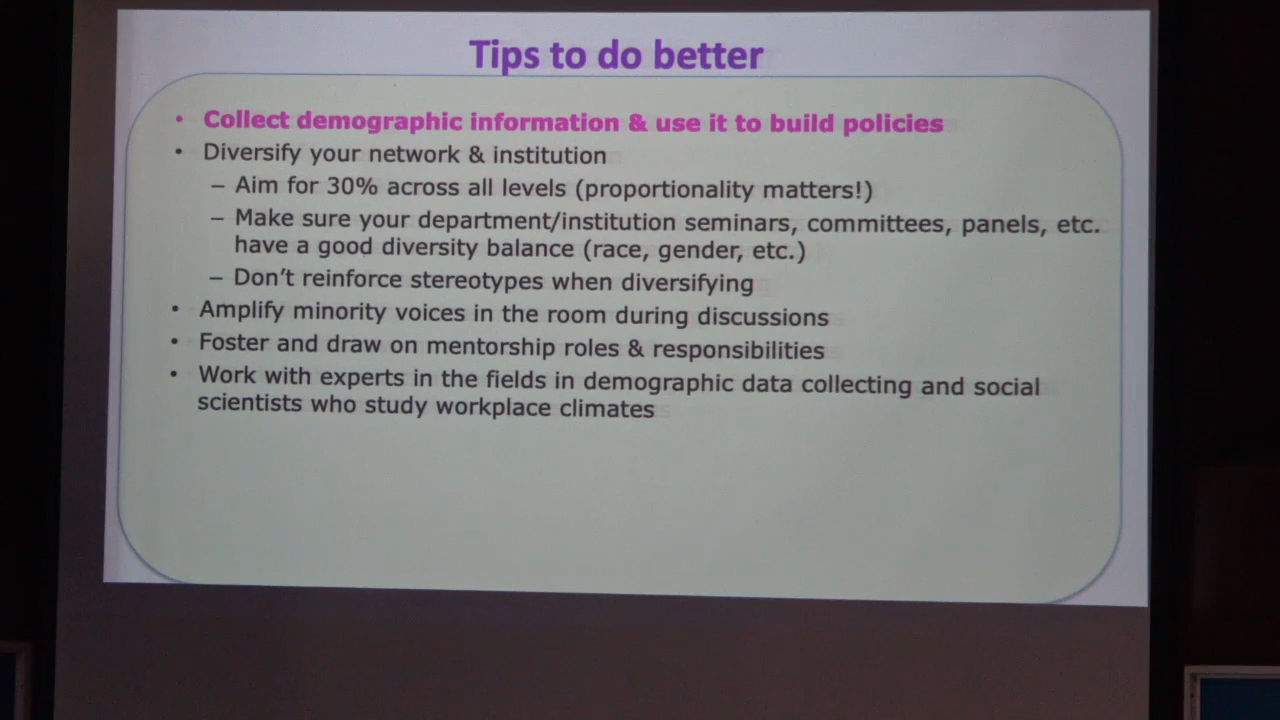 Tips to do better
• Collect demographic information & use it to build policies
• Diversify your network & institution
– Aim for 30% across all levels (proportionality matters!)
– Make sure your department/institution seminars, committees, panels, etc.
have a good diversity balance (race, gender, etc.)
– Don't reinforce stereotypes when diversifying
• Amplify minority voices in the room during discussions
• Foster and draw on mentorship roles & responsibilities
• Work with experts in the fields in demographic data collecting and social
scientists who study workplace climates